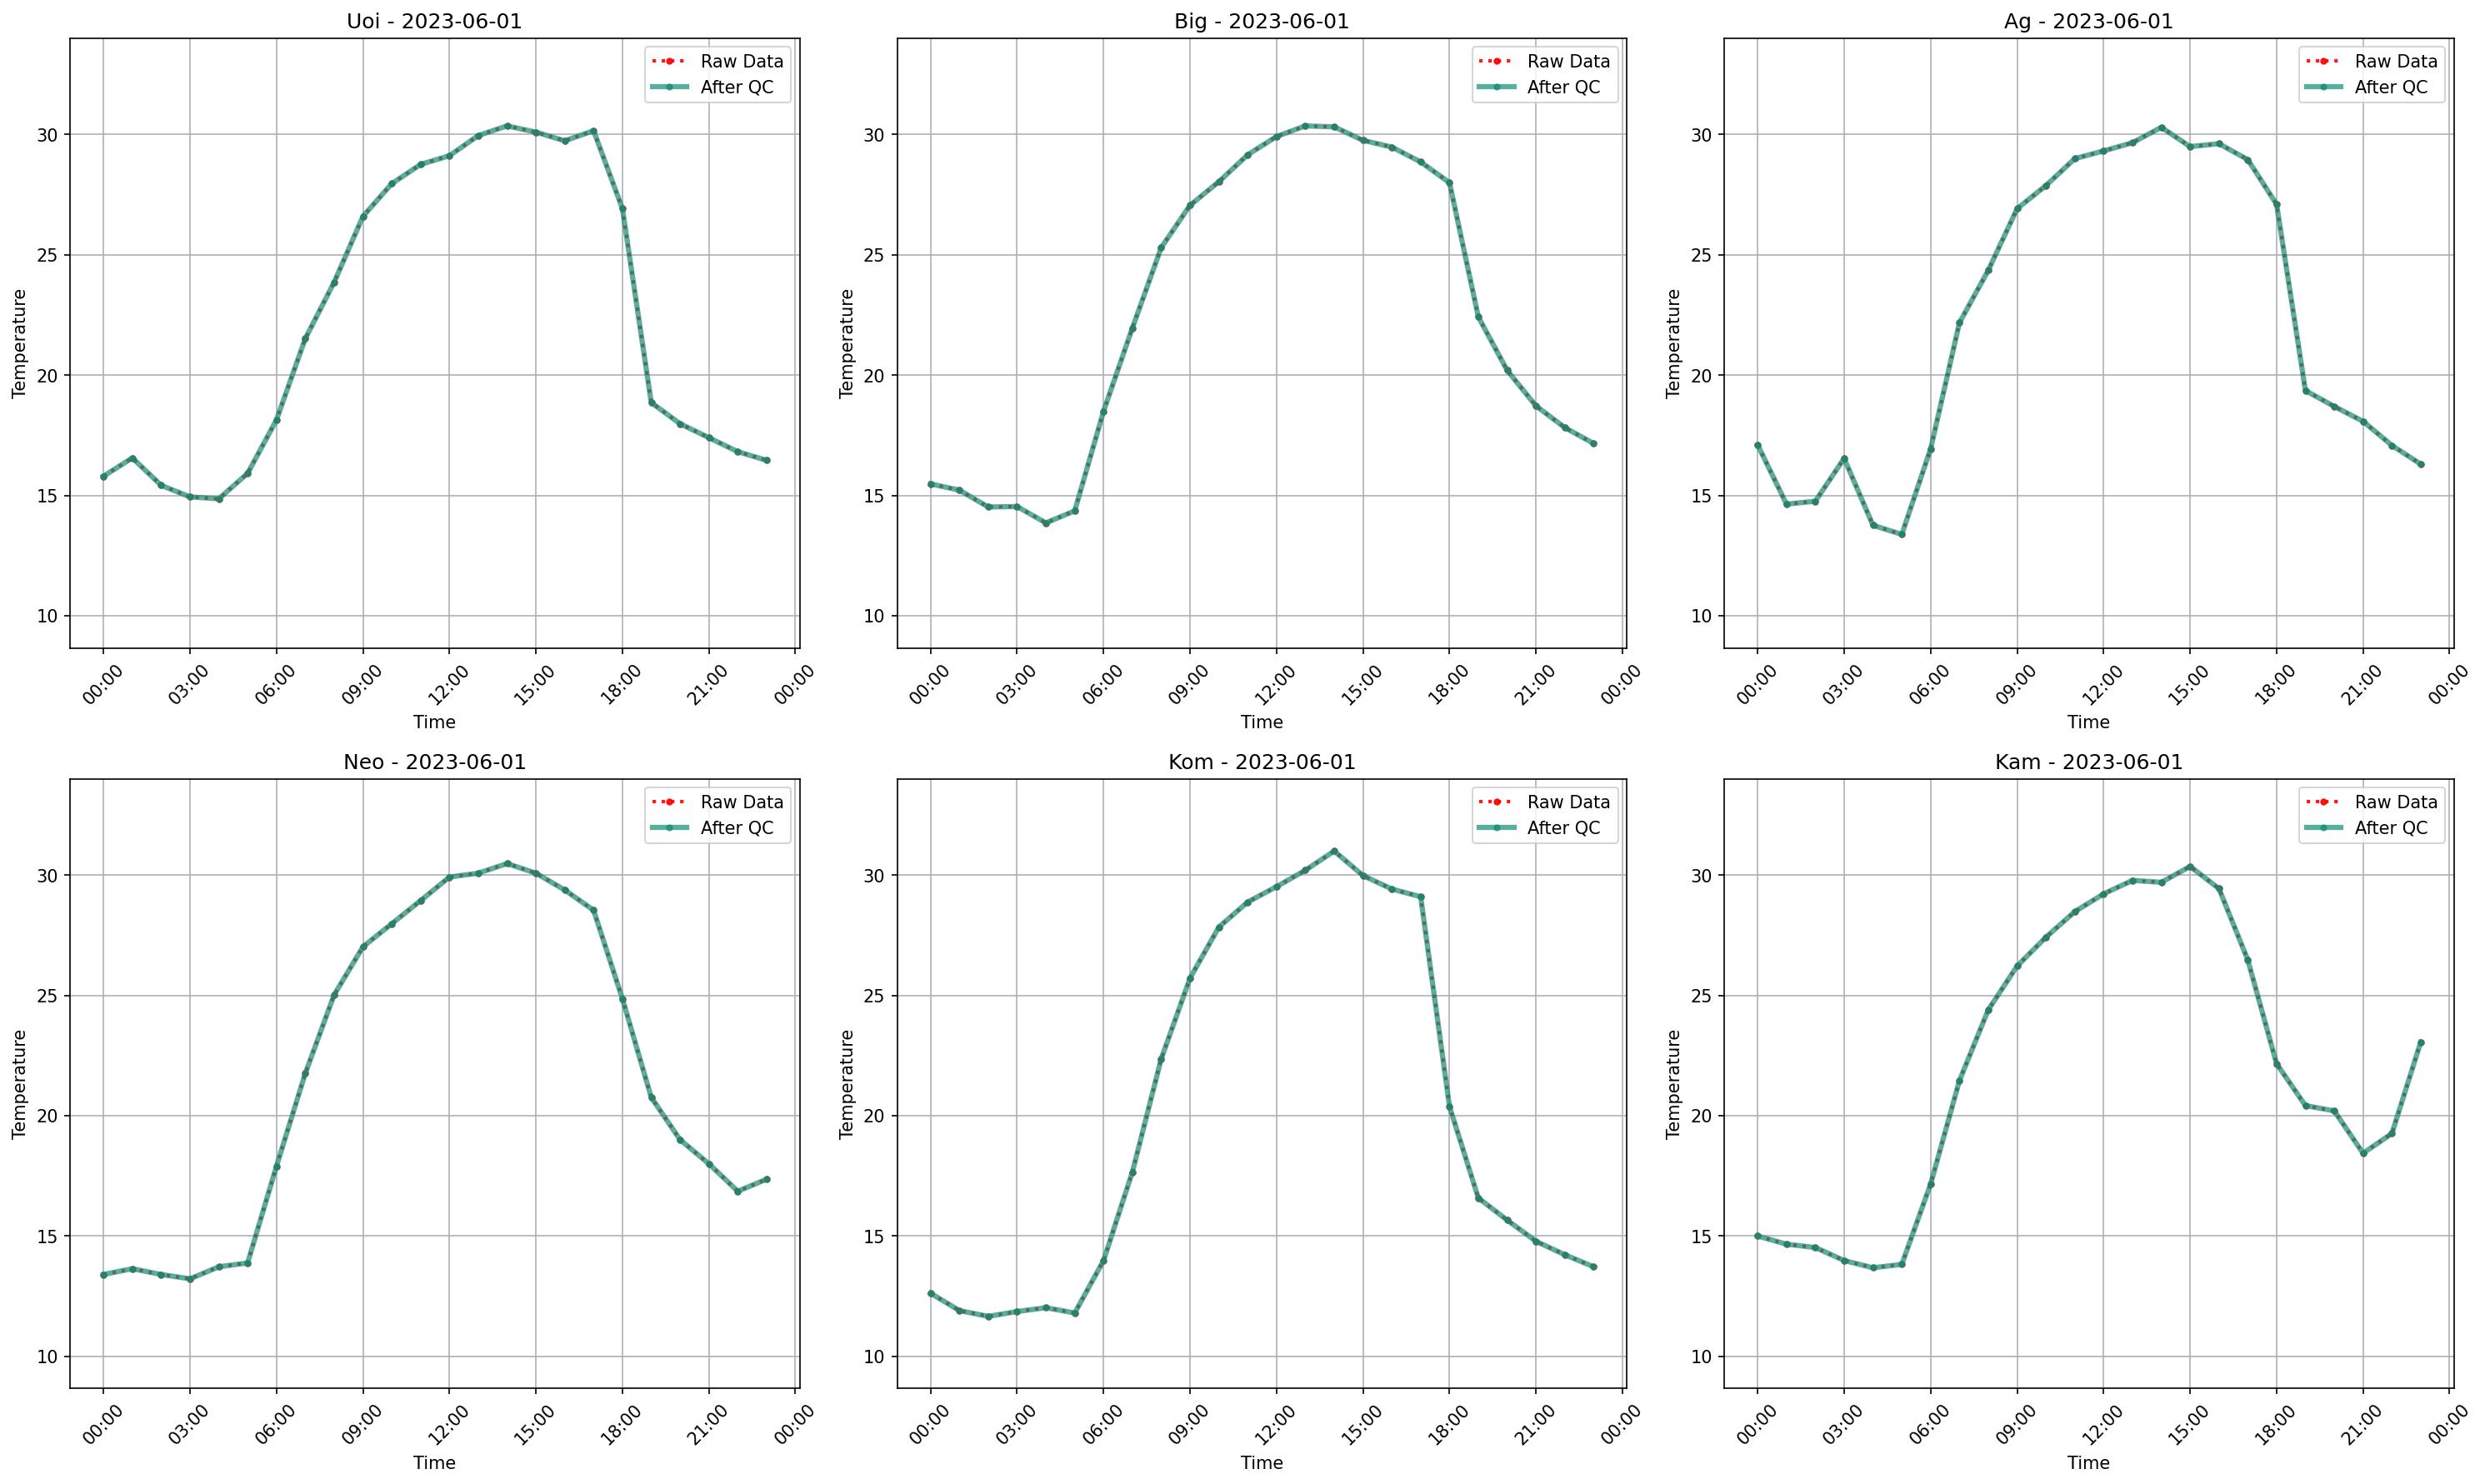 Uoi - 2023-06-01
Raw Data
After QC
30
25
20
15
10
Temperature
00:00
03:00
06:00
09:00
12:00
15:00
18:00
21:00
00:00
Time
Big - 2023-06-01
Raw Data
After QC
30
25
20
15
10
Temperature
00:00
03:00
06:00
09:00
12:00
15:00
18:00
21:00
00:00
Time
Ag - 2023-06-01
Raw Data
After QC
30
25
20
15
10
Temperature
00:00
03:00
06:00
09:00
12:00
15:00
18:00
21:00
00:00
Time
Neo - 2023-06-01
Raw Data
After QC
30
25
20
15
10
Temperature
00:00
03:00
06:00
09:00
12:00
15:00
18:00
21:00
00:00
Time
Kom - 2023-06-01
Raw Data
After QC
30
25
20
15
10
Temperature
00:00
03:00
06:00
09:00
12:00
15:00
18:00
21:00
00:00
Time
Kam - 2023-06-01
Raw Data
After QC
30
25
20
15
10
Temperature
00:00
03:00
06:00
09:00
12:00
15:00
18:00
21:00
00:00
Time